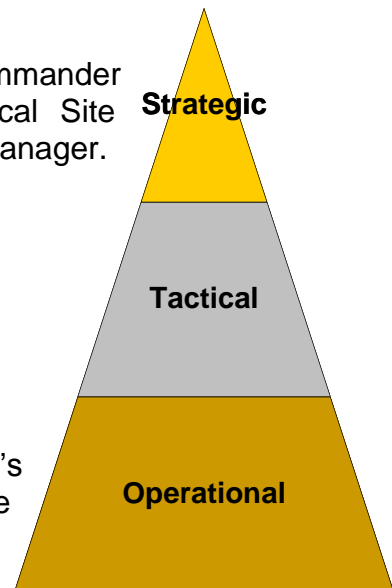 mmander
Strategic
cal Site
anager.
Tactical
's
e
Operational